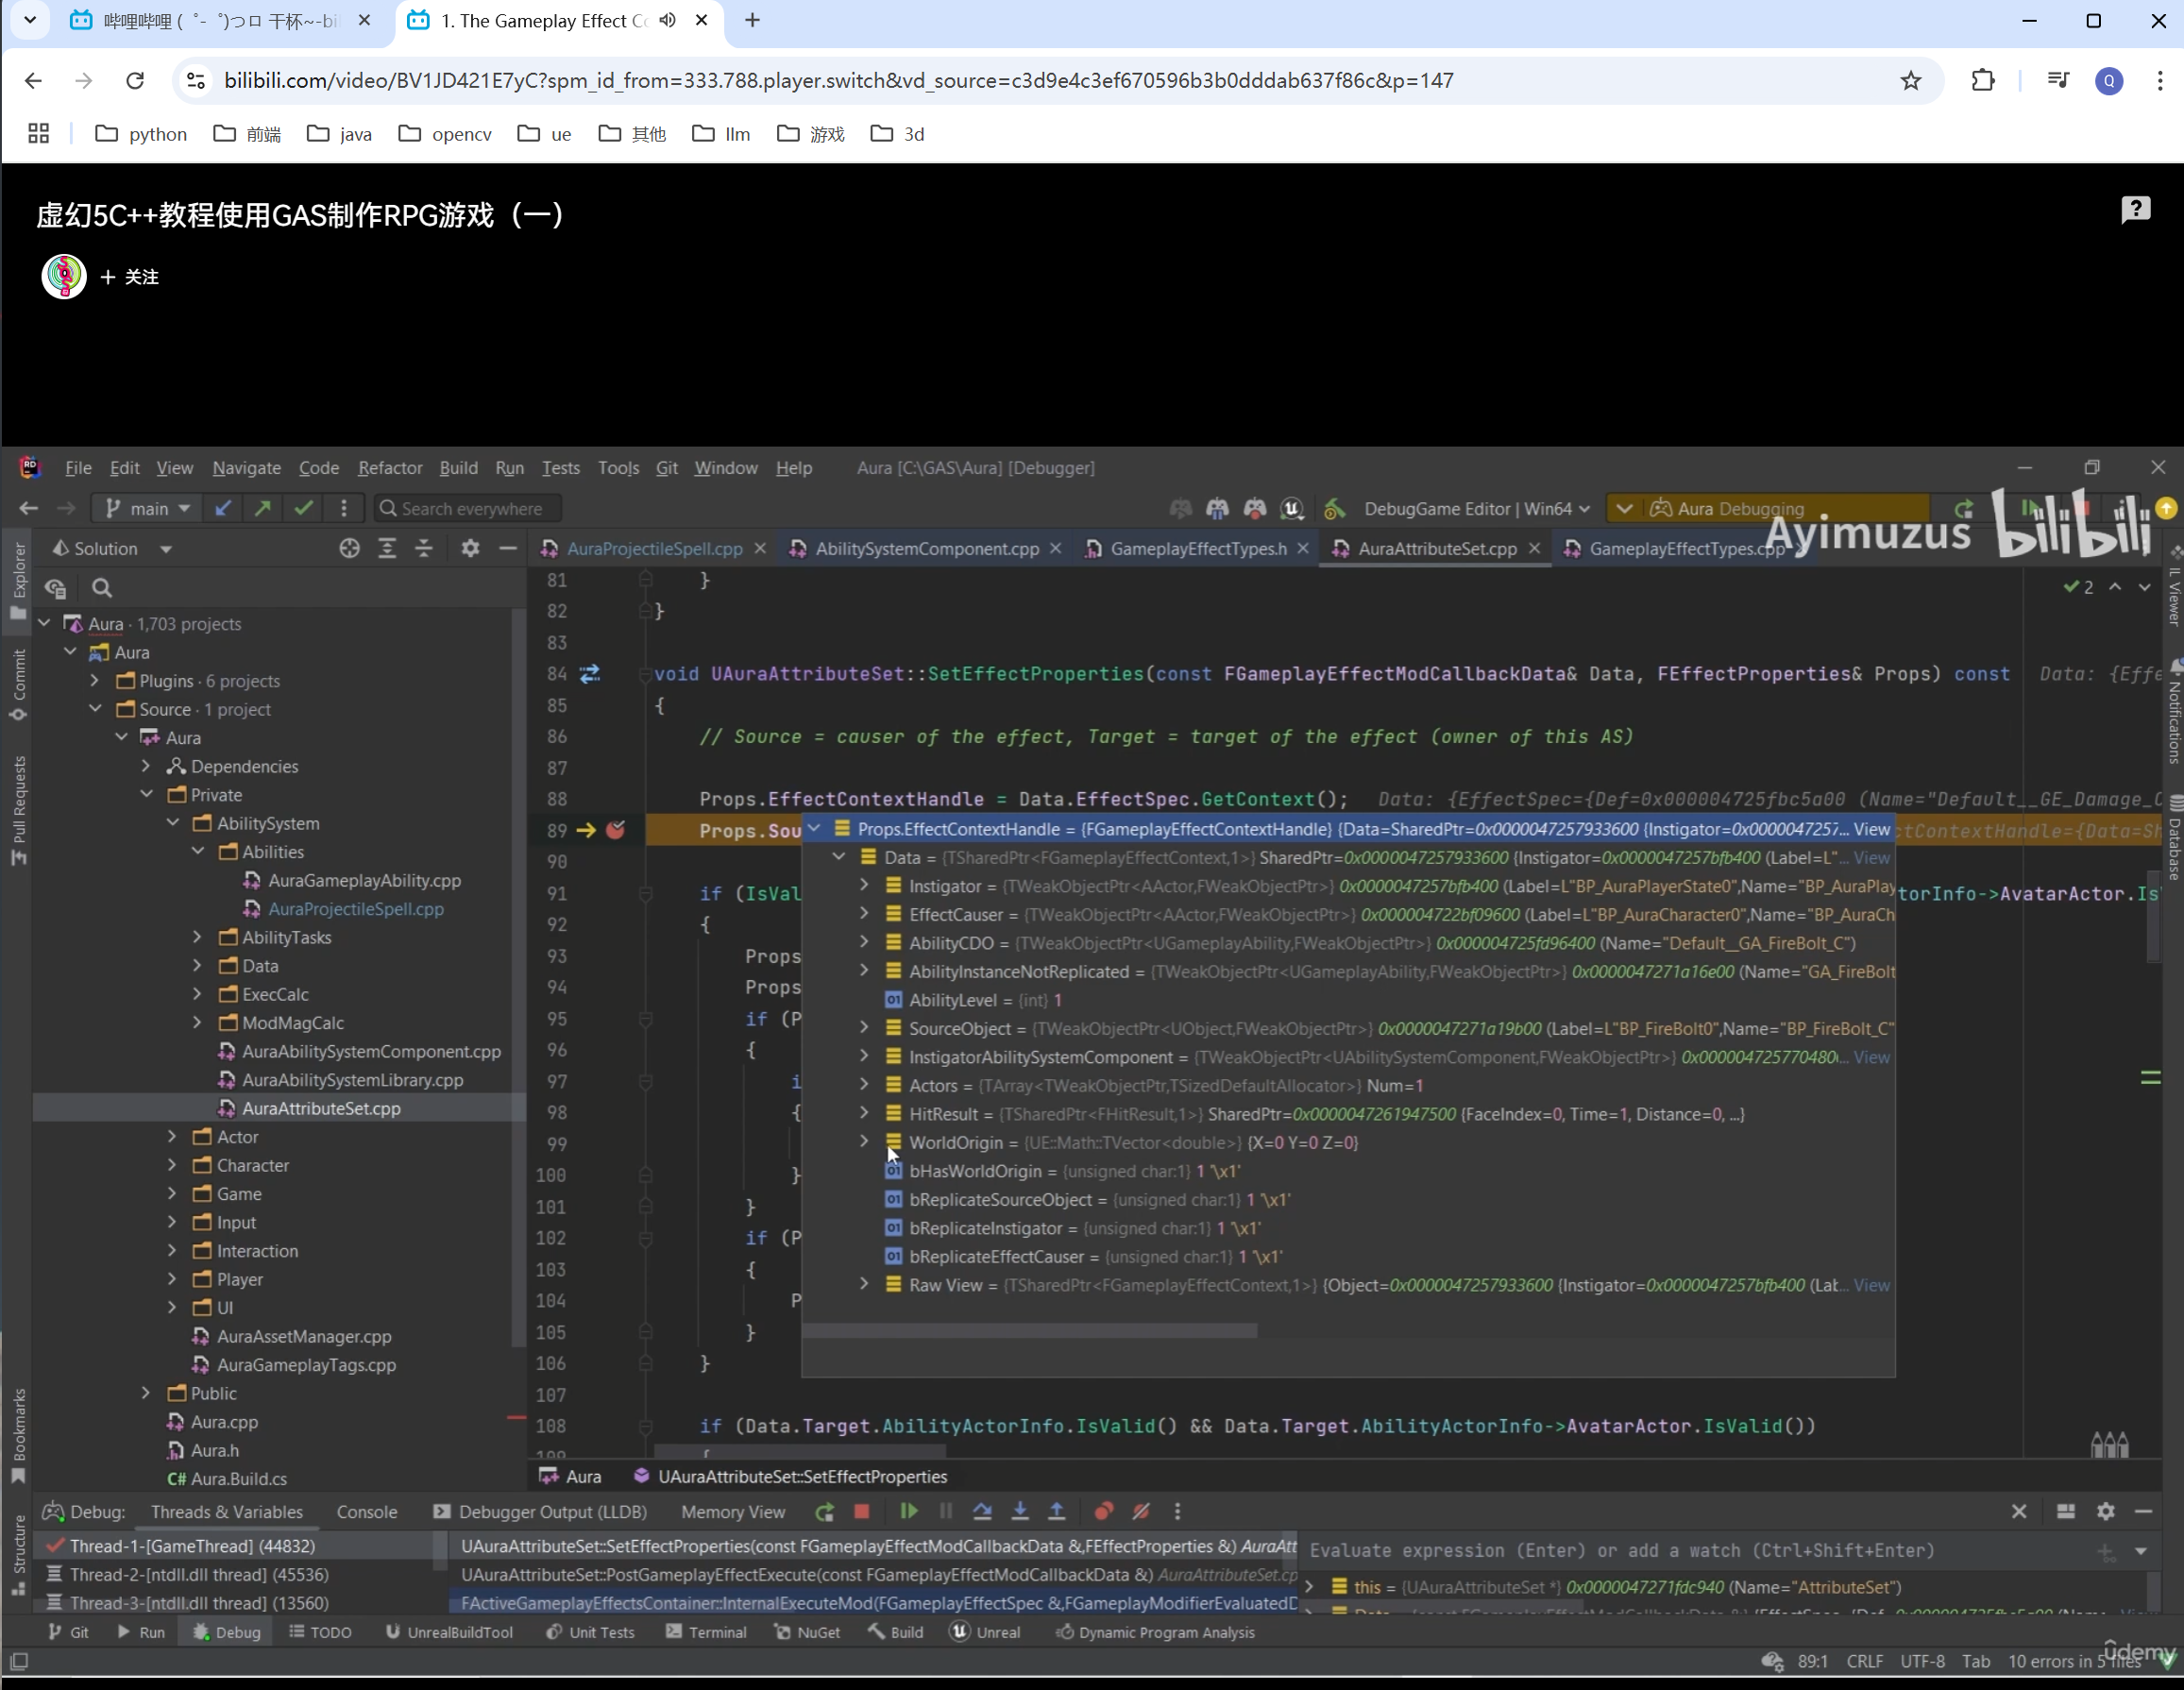 哔哩哔哩 (゜-゜)つロ 干杯~-bi
1. The Gameplay Effect Co
bilibili.com/video/BV1JD421E7yC?spm_id_from=333.788.player.switch&vd_source=c3d9e4c3ef670596b3b0dddab637f86c&p=147
Q
python 前端 java opencv ue 其他 llm 游戏 3d
虚幻5C++教程使用GAS制作RPG游戏（一）
+ 关注
File Edit View Navigate Code Refactor Build Run Tests Tools Git Window Help Aura [C:\GAS\Aura] [Debugger]
main Search everywhere DebugGame Editor | Win64 Aura Debugging
Ayimuzus bilibili
Solution
AuraProjectileSpell.cpp AbilitySystemComponent.cpp GameplayEffectTypes.h AuraAttributeSet.cpp GameplayEffectTypes.cpp
Explorer
Commit
Pull Requests
Bookmarks
Structure
IL Viewer
Notifications
Database
Aura · 1,703 projects
Aura
Plugins · 6 projects
Source · 1 project
Aura
Dependencies
Private
AbilitySystem
Abilities
AuraGameplayAbility.cpp
AuraProjectileSpell.cpp
AbilityTasks
Data
ExecCalc
ModMagCalc
AuraAbilitySystemComponent.cpp
AuraAbilitySystemLibrary.cpp
AuraAttributeSet.cpp
Actor
Character
Game
Input
Interaction
Player
UI
AuraAssetManager.cpp
AuraGameplayTags.cpp
Public
Aura.cpp
Aura.h
C# Aura.Build.cs
2
81 }
82 }
83
84 void UAuraAttributeSet::SetEffectProperties(const FGameplayEffectModCallbackData& Data, FEffectProperties& Props) const Data: {Effe
85 {
86 // Source = causer of the effect, Target = target of the effect (owner of this AS)
87
88 Props.EffectContextHandle = Data.EffectSpec.GetContext(); Data: {EffectSpec={Def=0x000004725fbc5a00 (Name="Default__GE_Damage_C
89 Props.Sou ctContextHandle={Data=Sh
90
91 if (IsVal torInfo->AvatarActor.Is
92 {
93 Props
94 Props
95 if (P
96 {
97 i
98 {
99
100 }
101 }
102 if (P
103 {
104 P
105 }
106 }
107
108 if (Data.Target.AbilityActorInfo.IsValid() && Data.Target.AbilityActorInfo->AvatarActor.IsValid())
109 {
Props.EffectContextHandle = {FGameplayEffectContextHandle} {Data=SharedPtr=0x0000047257933600 {Instigator=0x0000047257... View
Data = {TSharedPtr<FGameplayEffectContext,1>} SharedPtr=0x0000047257933600 {Instigator=0x0000047257bfb400 (Label=L"... View
Instigator = {TWeakObjectPtr<AActor,FWeakObjectPtr>} 0x0000047257bfb400 (Label=L"BP_AuraPlayerState0",Name="BP_AuraPlay
EffectCauser = {TWeakObjectPtr<AActor,FWeakObjectPtr>} 0x000004722bf09600 (Label=L"BP_AuraCharacter0",Name="BP_AuraCh
AbilityCDO = {TWeakObjectPtr<UGameplayAbility,FWeakObjectPtr>} 0x000004725fd96400 (Name="Default__GA_FireBolt_C")
AbilityInstanceNotReplicated = {TWeakObjectPtr<UGameplayAbility,FWeakObjectPtr>} 0x0000047271a16e00 (Name="GA_FireBolt
AbilityLevel = {int} 1
SourceObject = {TWeakObjectPtr<UObject,FWeakObjectPtr>} 0x0000047271a19b00 (Label=L"BP_FireBolt0",Name="BP_FireBolt_C"
InstigatorAbilitySystemComponent = {TWeakObjectPtr<UAbilitySystemComponent,FWeakObjectPtr>} 0x000004725770480... View
Actors = {TArray<TWeakObjectPtr,TSizedDefaultAllocator>} Num=1
HitResult = {TSharedPtr<FHitResult,1>} SharedPtr=0x0000047261947500 {FaceIndex=0, Time=1, Distance=0, ...}
WorldOrigin = {UE::Math::TVector<double>} {X=0 Y=0 Z=0}
bHasWorldOrigin = {unsigned char:1} 1 '\x1'
bReplicateSourceObject = {unsigned char:1} 1 '\x1'
bReplicateInstigator = {unsigned char:1} 1 '\x1'
bReplicateEffectCauser = {unsigned char:1} 1 '\x1'
Raw View = {TSharedPtr<FGameplayEffectContext,1>} {Object=0x0000047257933600 {Instigator=0x0000047257bfb400 (Lat... View
Aura UAuraAttributeSet::SetEffectProperties
Debug: Threads & Variables Console Debugger Output (LLDB) Memory View
Thread-1-[GameThread] (44832)
Thread-2-[ntdll.dll thread] (45536)
Thread-3-[ntdll.dll thread] (13560)
UAuraAttributeSet::SetEffectProperties(const FGameplayEffectModCallbackData &,FEffectProperties &) AuraAtt
UAuraAttributeSet::PostGameplayEffectExecute(const FGameplayEffectModCallbackData &) AuraAttributeSet.cp
FActiveGameplayEffectsContainer::InternalExecuteMod(FGameplayEffectSpec &,FGameplayModifierEvaluatedD
Evaluate expression (Enter) or add a watch (Ctrl+Shift+Enter)
this = {UAuraAttributeSet *} 0x0000047271fdc940 (Name="AttributeSet")
Git Run Debug TODO UnrealBuildTool Unit Tests Terminal NuGet Build Unreal Dynamic Program Analysis
89:1 CRLF UTF-8 Tab 10 errors in 5 files
ûdemy